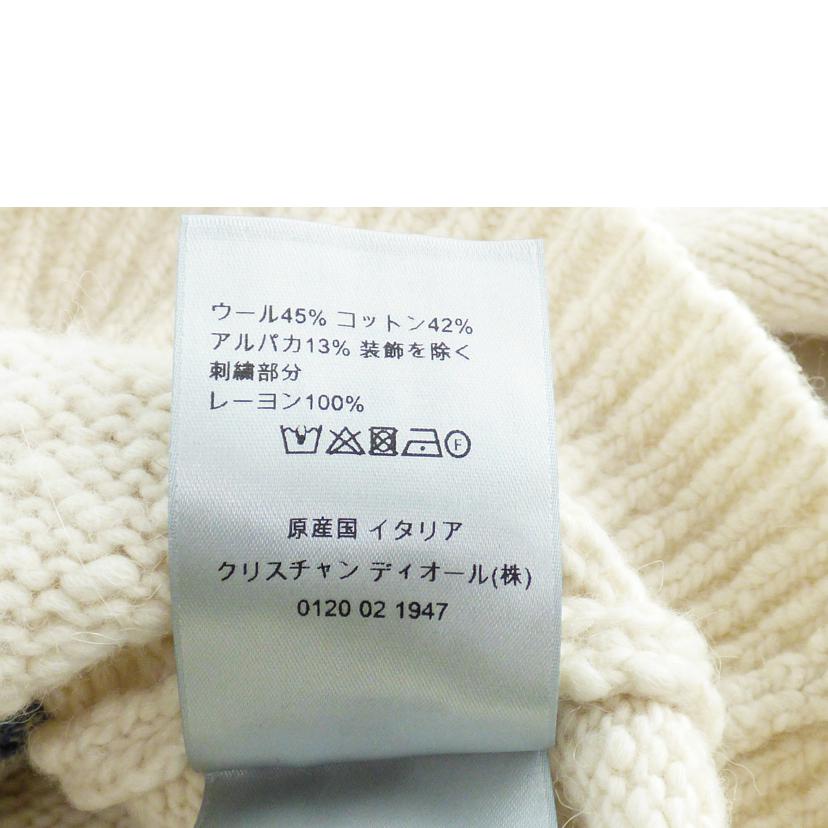 ウール45% コットン42%
アルパカ13% 装飾を除く
刺繍部分
レーヨン100%
F
原産国 イタリア
クリスチャン ディオール(株)
0120 02 1947